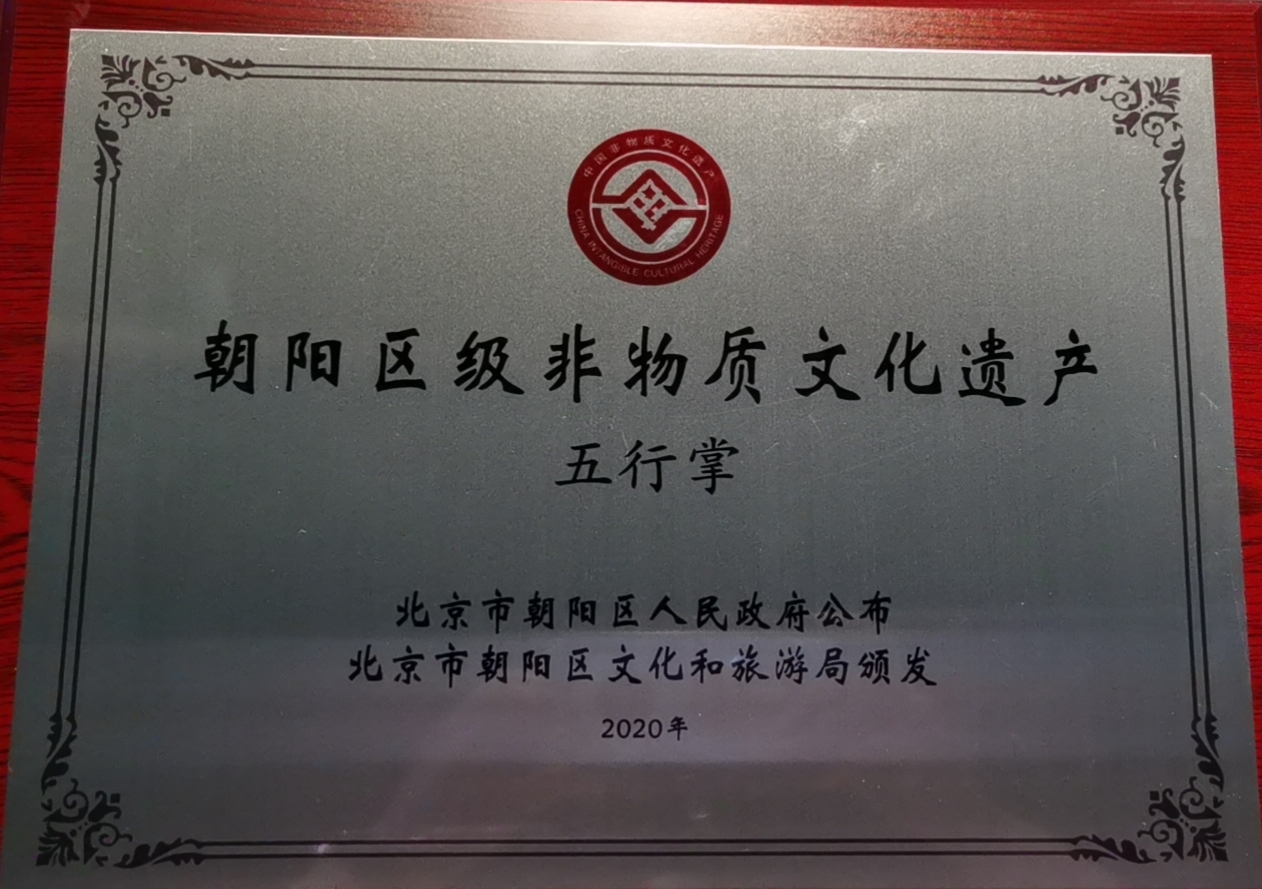 中国非物质文化遗产
CHINA INTANGIBLE CULTURAL HERITAGE
朝阳区级非物质文化遗产
五行掌
北京市朝阳区人民政府公布
北京市朝阳区文化和旅游局颁发
2020年